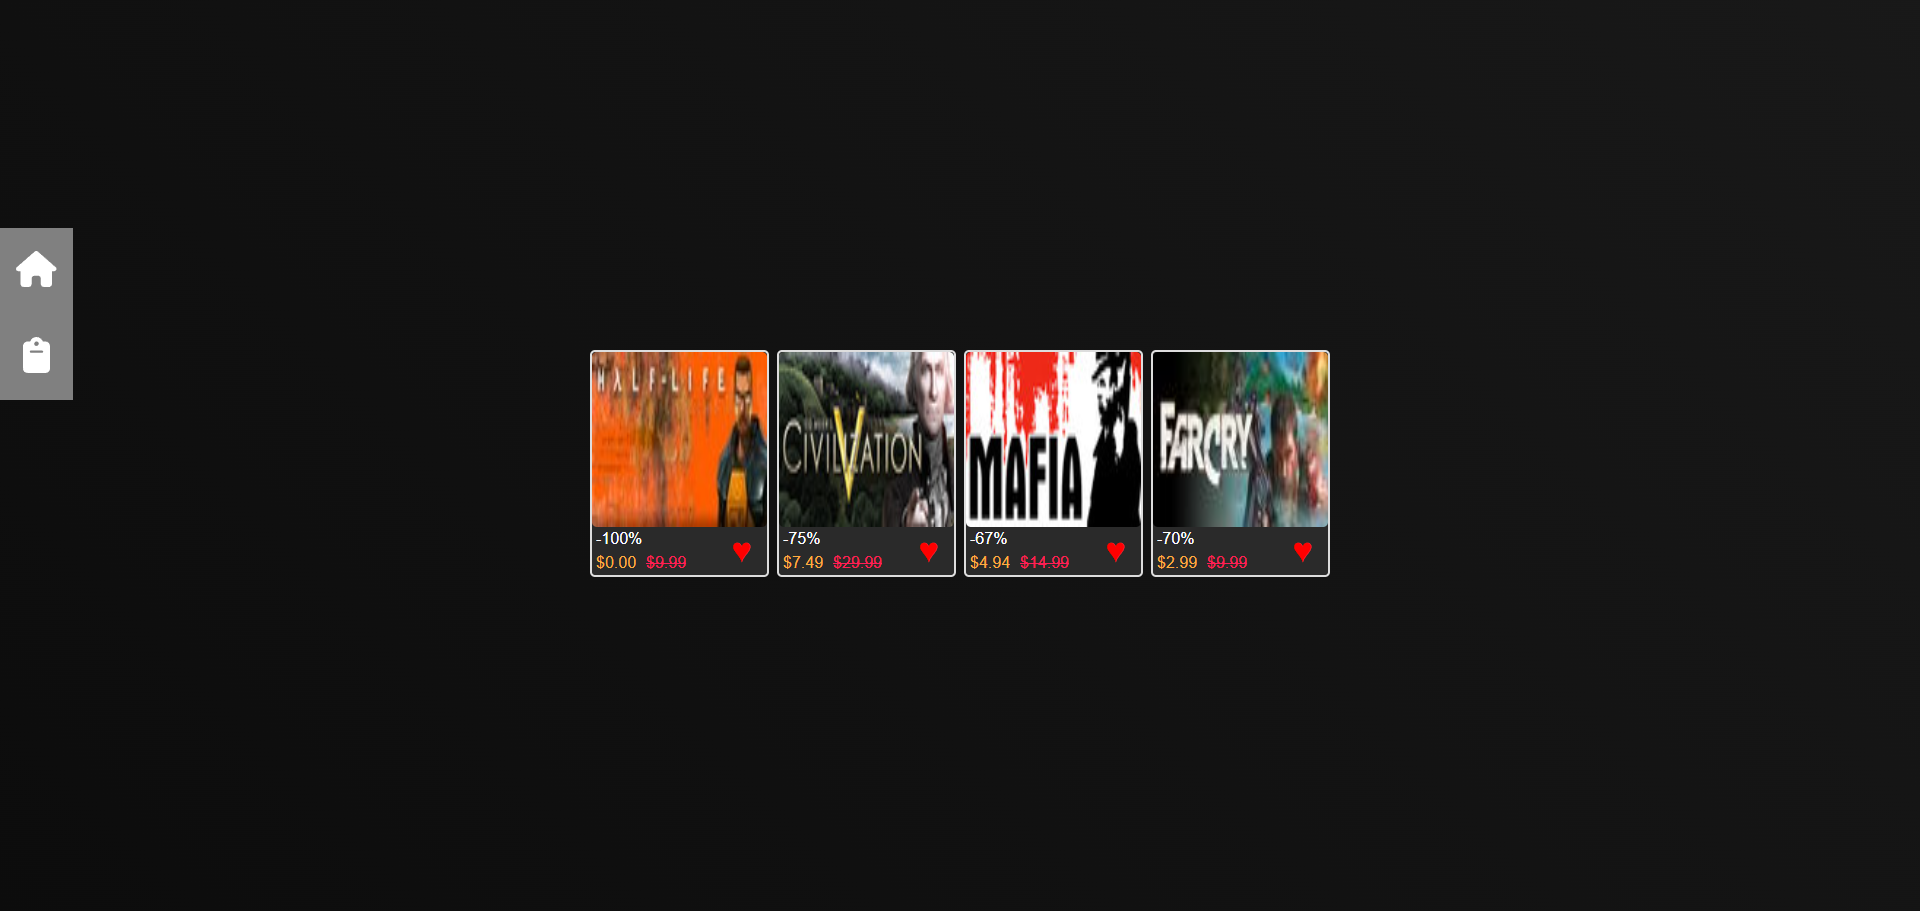 HALF-LIFE
CIVILIZATION
V
MAFIA
FARCRY
-100%
$0.00 $9.99
-75%
$7.49 $29.99
-67%
$4.94 $14.99
-70%
$2.99 $9.99